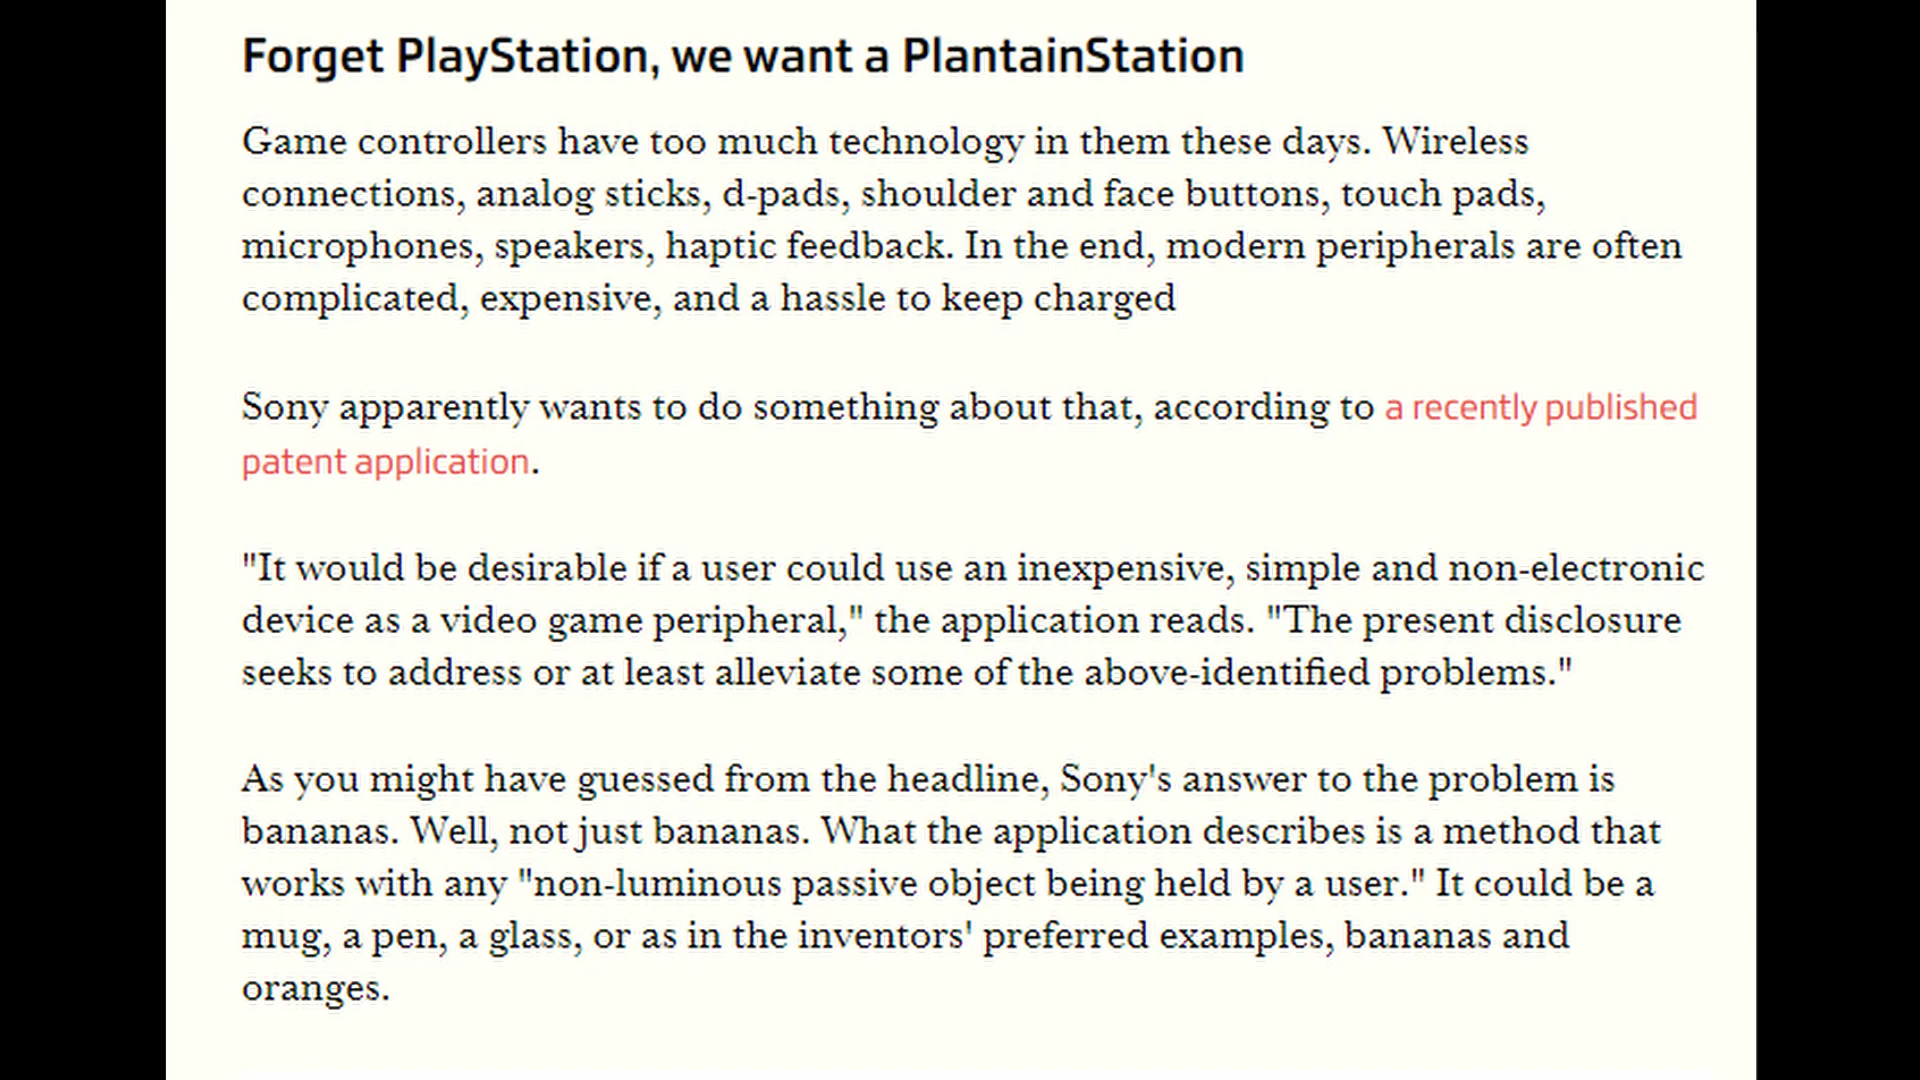 Forget PlayStation, we want a PlantainStation
Game controllers have too much technology in them these days. Wireless
connections, analog sticks, d-pads, shoulder and face buttons, touch pads,
microphones, speakers, haptic feedback. In the end, modern peripherals are often
complicated, expensive, and a hassle to keep charged
Sony apparently wants to do something about that, according to a recently published
patent application.
"It would be desirable if a user could use an inexpensive, simple and non-electronic
device as a video game peripheral," the application reads. "The present disclosure
seeks to address or at least alleviate some of the above-identified problems."
As you might have guessed from the headline, Sony's answer to the problem is
bananas. Well, not just bananas. What the application describes is a method that
works with any "non-luminous passive object being held by a user." It could be a
mug, a pen, a glass, or as in the inventors' preferred examples, bananas and
oranges.